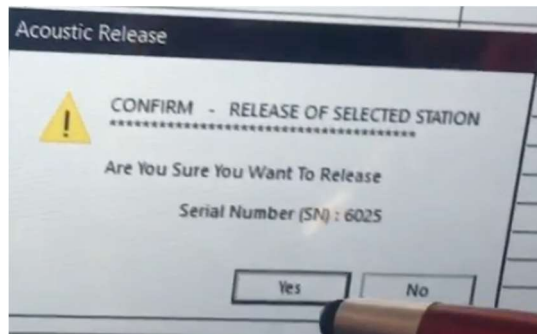 Acoustic Release
CONFIRM - RELEASE OF SELECTED STATION
**************************************
Are You Sure You Want To Release
Serial Number (SN) : 6025
Yes No